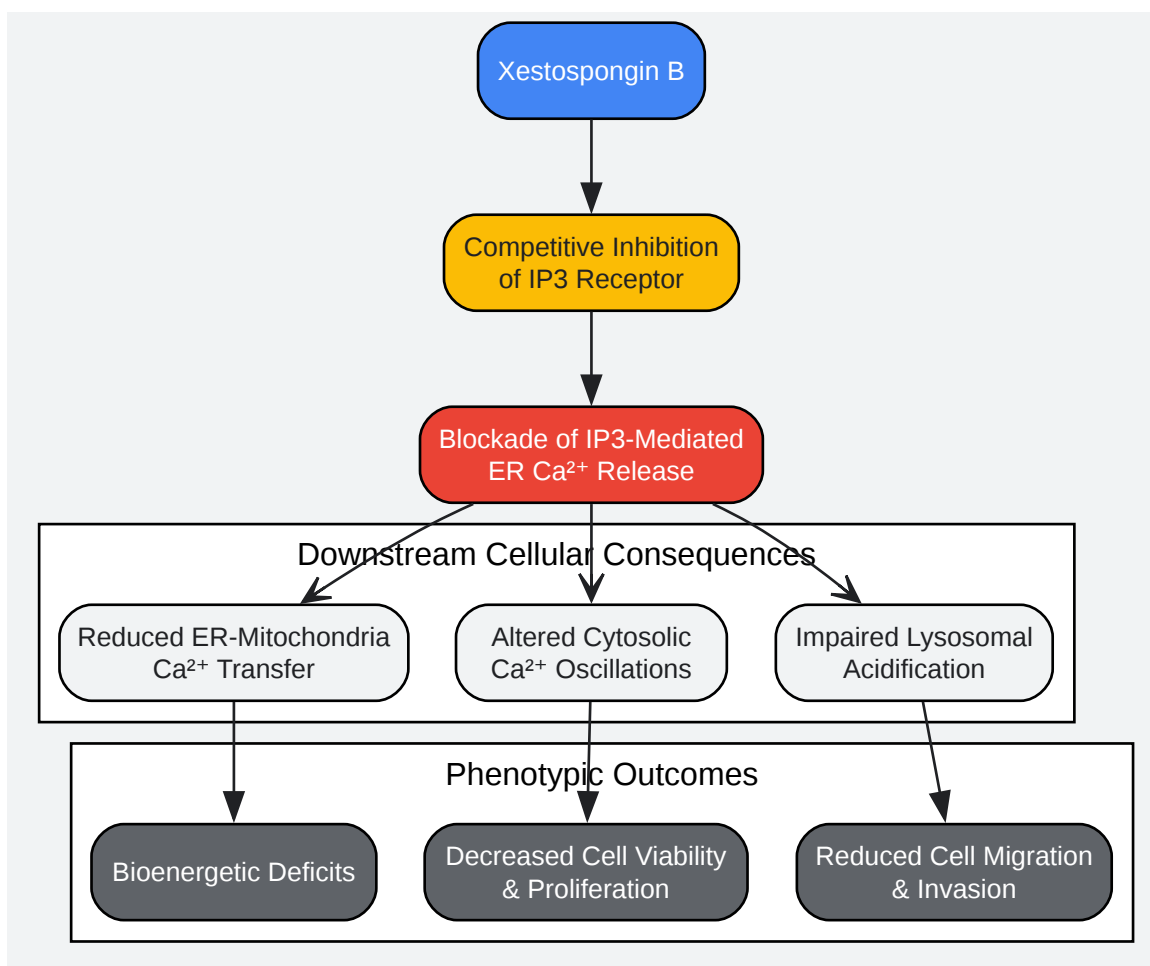 Xestospongin B
Competitive Inhibition
of IP3 Receptor
Blockade of IP3-Mediated
ER Ca²⁺ Release
Downstream Cellular Consequences
Reduced ER-Mitochondria
Ca²⁺ Transfer
Altered Cytosolic
Ca²⁺ Oscillations
Impaired Lysosomal
Acidification
Phenotypic Outcomes
Bioenergetic Deficits
Decreased Cell Viability
& Proliferation
Reduced Cell Migration
& Invasion